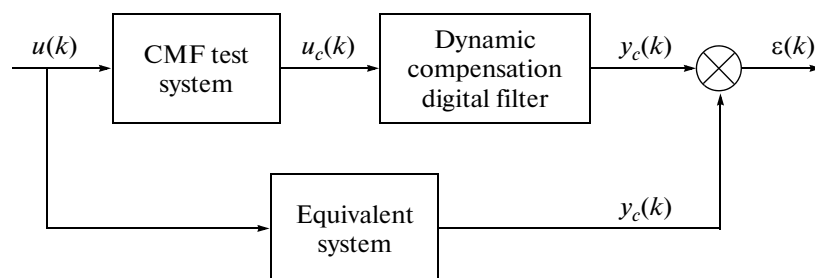 u(k)
CMF test
system
u_c(k)
Dynamic
compensation
digital filter
y_c(k)
ε(k)
Equivalent
system
y_c(k)